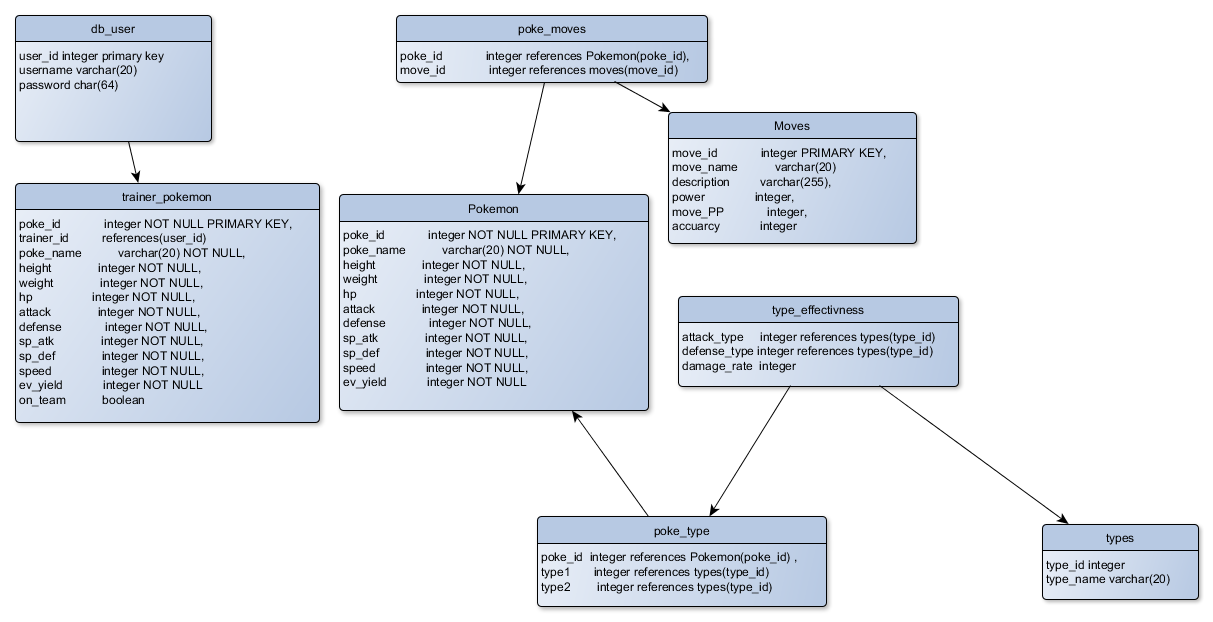 db_user
user_id integer primary key
username varchar(20)
password char(64)
poke_moves
poke_id integer references Pokemon(poke_id),
move_id integer references moves(move_id)
Moves
move_id integer PRIMARY KEY,
move_name varchar(20)
description varchar(255),
power integer,
move_PP integer,
accuarcy integer
trainer_pokemon
poke_id integer NOT NULL PRIMARY KEY,
trainer_id references(user_id)
poke_name varchar(20) NOT NULL,
height integer NOT NULL,
weight integer NOT NULL,
hp integer NOT NULL,
attack integer NOT NULL,
defense integer NOT NULL,
sp_atk integer NOT NULL,
sp_def integer NOT NULL,
speed integer NOT NULL,
ev_yield integer NOT NULL
on_team boolean
Pokemon
poke_id integer NOT NULL PRIMARY KEY,
poke_name varchar(20) NOT NULL,
height integer NOT NULL,
weight integer NOT NULL,
hp integer NOT NULL,
attack integer NOT NULL,
defense integer NOT NULL,
sp_atk integer NOT NULL,
sp_def integer NOT NULL,
speed integer NOT NULL,
ev_yield integer NOT NULL
type_effectivness
attack_type integer references types(type_id)
defense_type integer references types(type_id)
damage_rate integer
poke_type
poke_id integer references Pokemon(poke_id) ,
type1 integer references types(type_id)
type2 integer references types(type_id)
types
type_id integer
type_name varchar(20)